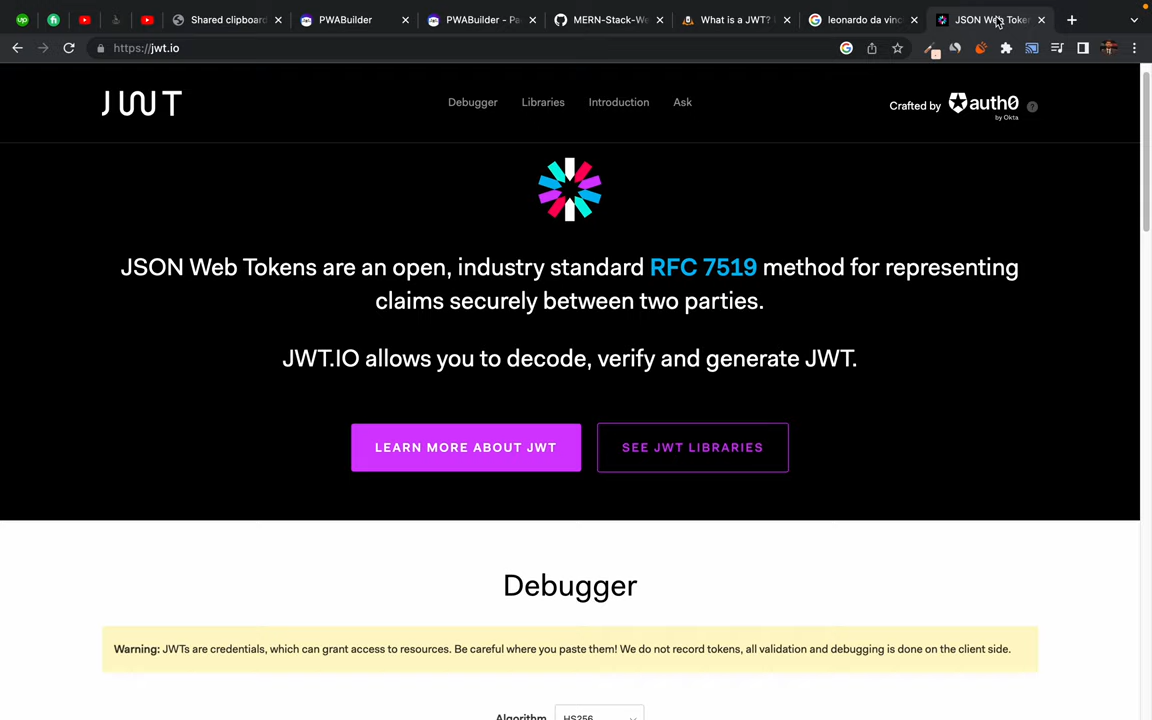 Shared clipboard
PWABuilder
PWABuilder - Pa
MERN-Stack-We
What is a JWT?
leonardo da vinc
JSON Web Token
https://jwt.io
JWT
Debugger
Libraries
Introduction
Ask
Crafted by
auth0
by Okta
?
JSON Web Tokens are an open, industry standard RFC 7519 method for representing
claims securely between two parties.
JWT.IO allows you to decode, verify and generate JWT.
LEARN MORE ABOUT JWT
SEE JWT LIBRARIES
Debugger
Warning: JWTs are credentials, which can grant access to resources. Be careful where you paste them! We do not record tokens, all validation and debugging is done on the client side.
Algorithm
HS256